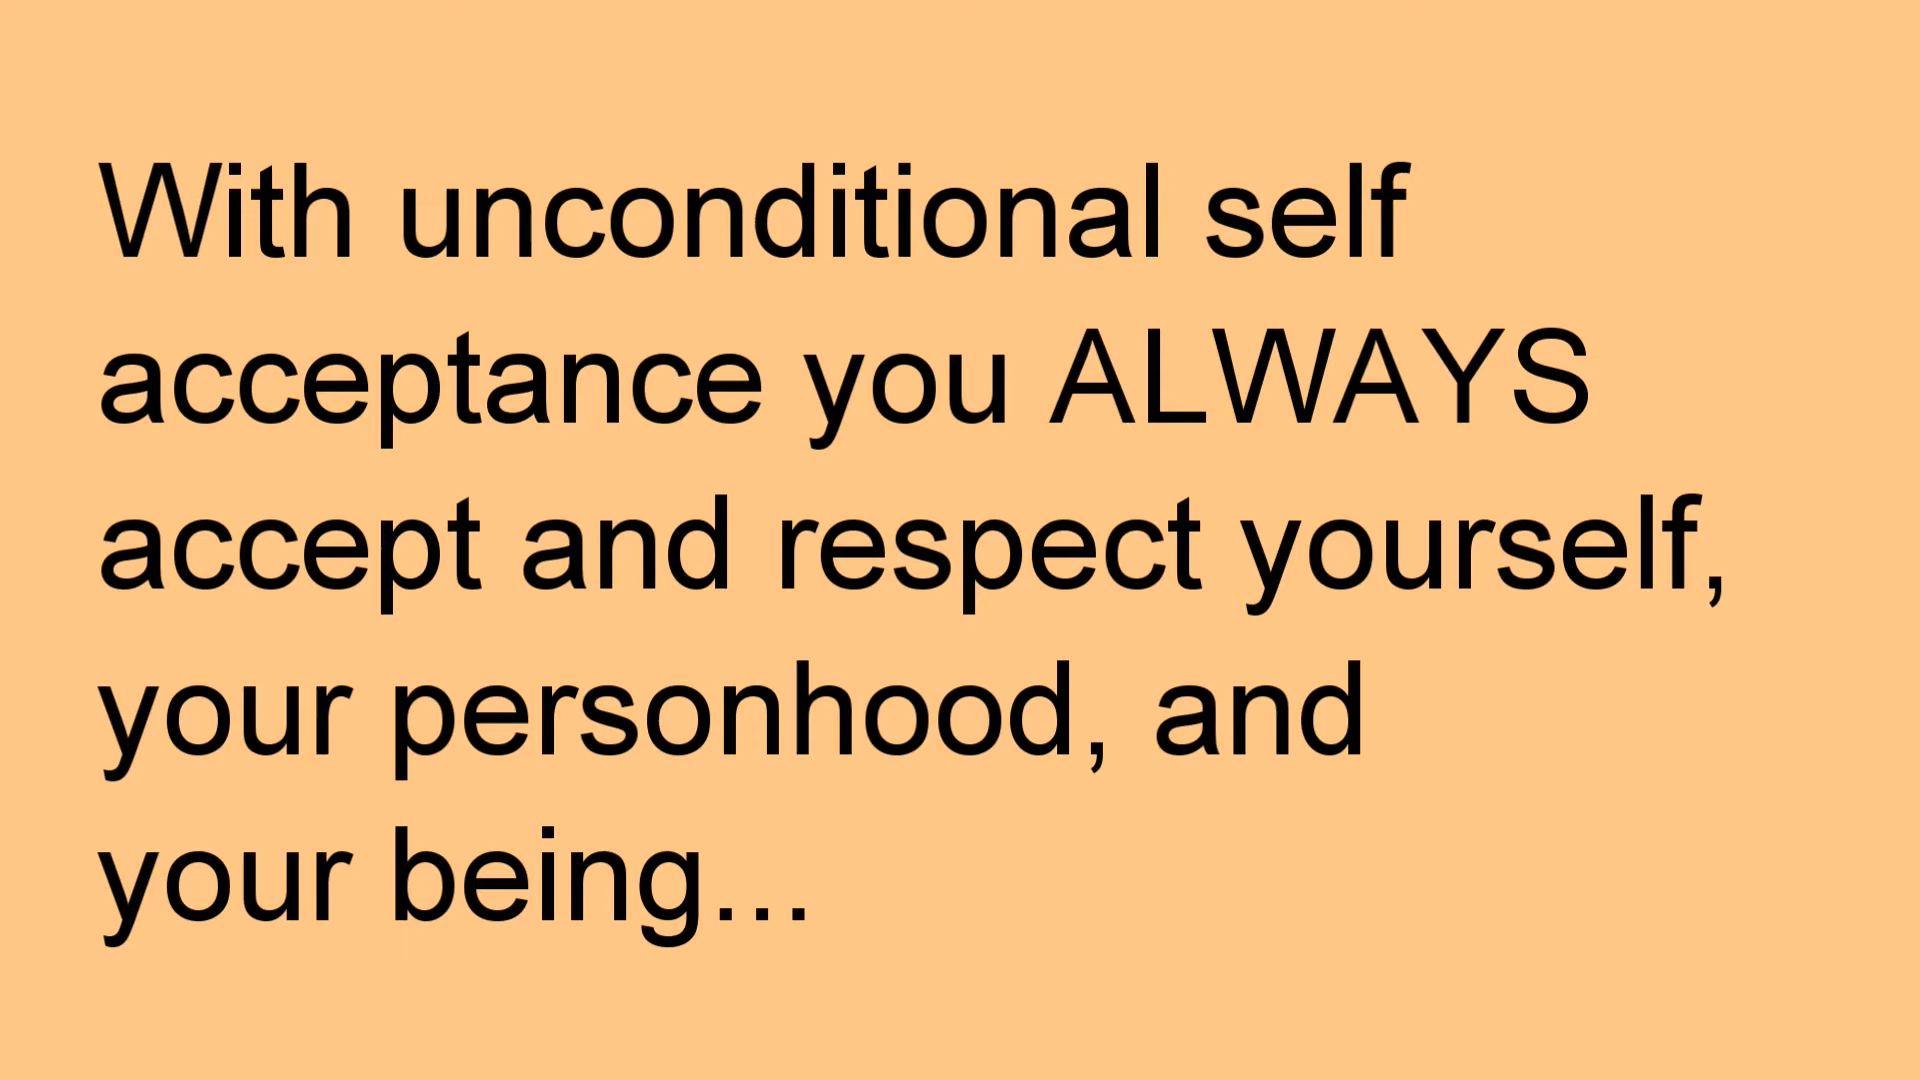 With unconditional self
acceptance you ALWAYS
accept and respect yourself,
your personhood, and
your being...